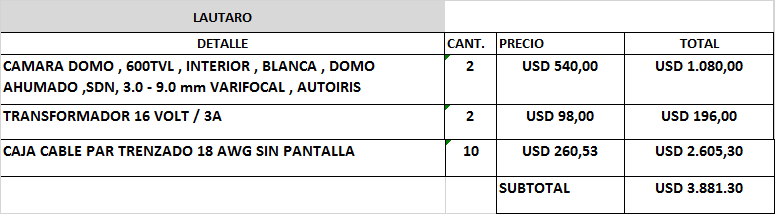 LAUTARO
DETALLE CANT. PRECIO TOTAL
CAMARA DOMO , 600TVL , INTERIOR , BLANCA , DOMO
AHUMADO ,SDN, 3.0 - 9.0 mm VARIFOCAL , AUTOIRIS 2 USD 540,00 USD 1.080,00
TRANSFORMADOR 16 VOLT / 3A 2 USD 98,00 USD 196,00
CAJA CABLE PAR TRENZADO 18 AWG SIN PANTALLA 10 USD 260,53 USD 2.605,30
SUBTOTAL USD 3.881.30